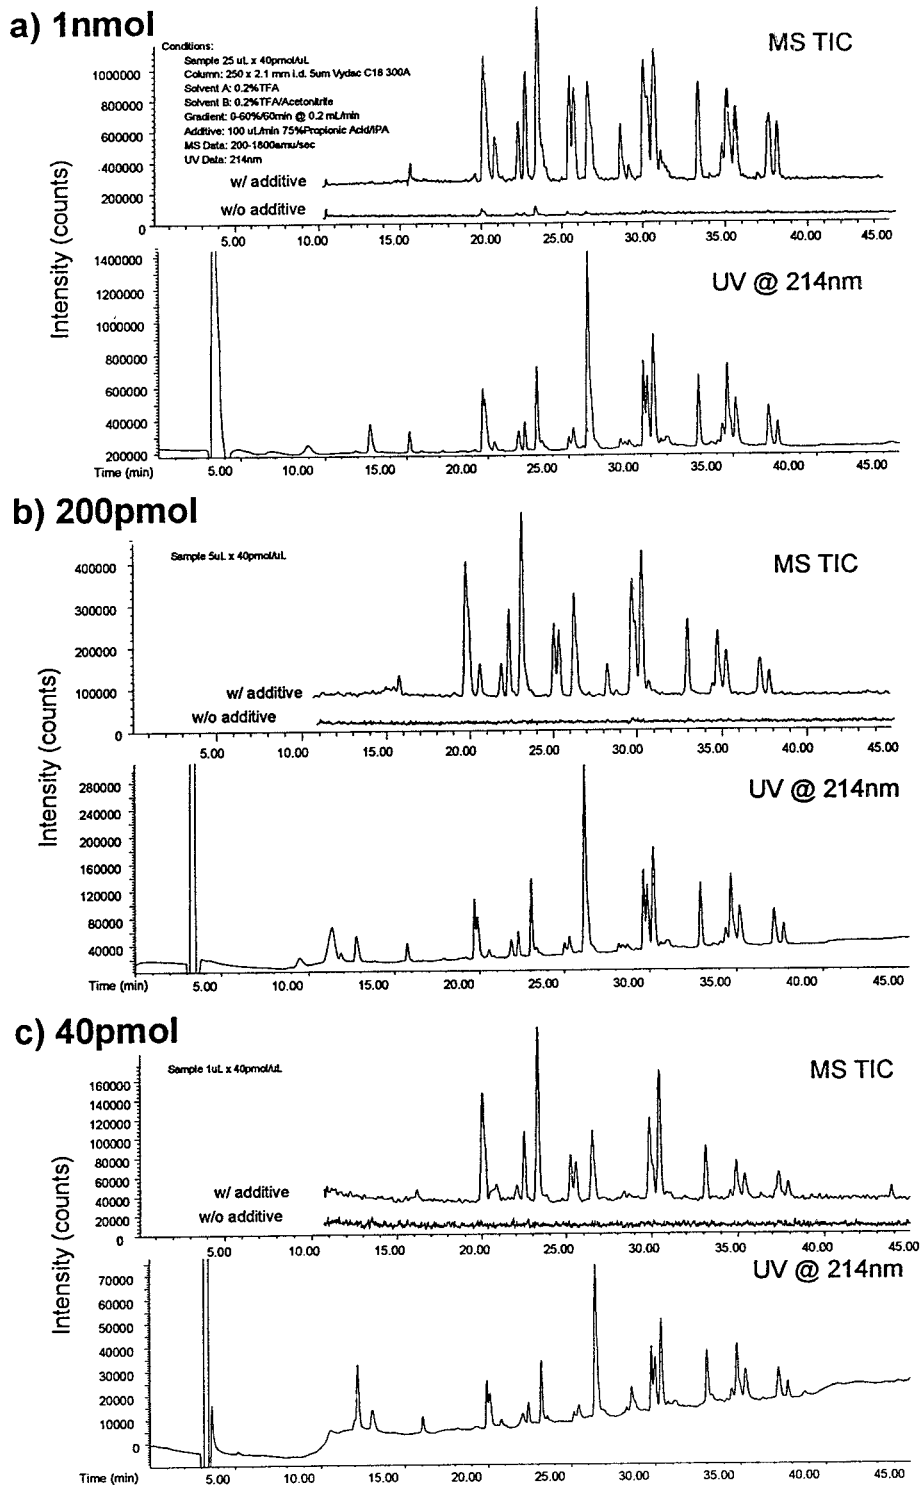 a) 1nmol
MS TIC
Conditions:
Sample 25 uL x 40pmol/uL
Column: 250 x 2.1 mm i.d. 5um Vydac C18 300A
Solvent A: 0.2%TFA
Solvent B: 0.2%TFA/Acetonitrile
Gradient: 0-60%/60min @ 0.2 mL/min
Additive: 100 uL/min 75%Propionic Acid/IPA
MS Data: 200-1800amu/sec
UV Data: 214nm
1000000
800000
600000
400000
200000
0
w/ additive
w/o additive
5.00 10.00 15.00 20.00 25.00 30.00 35.00 40.00 45.00
Intensity (counts)
UV @ 214nm
1400000
1200000
1000000
800000
600000
400000
200000
Time (min) 5.00 10.00 15.00 20.00 25.00 30.00 35.00 40.00 45.00
b) 200pmol
MS TIC
Sample 5uL x 40pmol/uL
400000
300000
200000
100000
0
w/ additive
w/o additive
5.00 10.00 15.00 20.00 25.00 30.00 35.00 40.00 45.00
Intensity (counts)
UV @ 214nm
280000
240000
200000
160000
120000
80000
40000
Time (min) 5.00 10.00 15.00 20.00 25.00 30.00 35.00 40.00 45.00
c) 40pmol
MS TIC
Sample 1uL x 40pmol/uL
160000
140000
120000
100000
80000
60000
40000
20000
0
w/ additive
w/o additive
5.00 10.00 15.00 20.00 25.00 30.00 35.00 40.00 45.00
Intensity (counts)
UV @ 214nm
70000
60000
50000
40000
30000
20000
10000
0
Time (min) 5.00 10.00 15.00 20.00 25.00 30.00 35.00 40.00 45.00